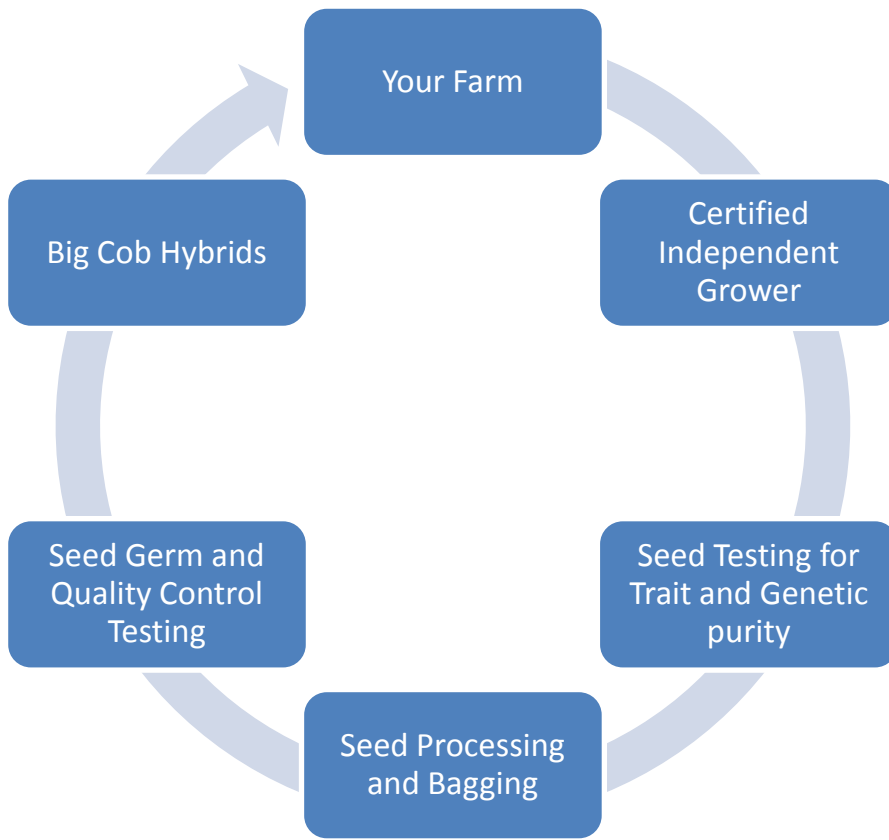 Your Farm
Certified
Independent
Grower
Seed Testing for
Trait and Genetic
purity
Seed Processing
and Bagging
Seed Germ and
Quality Control
Testing
Big Cob Hybrids